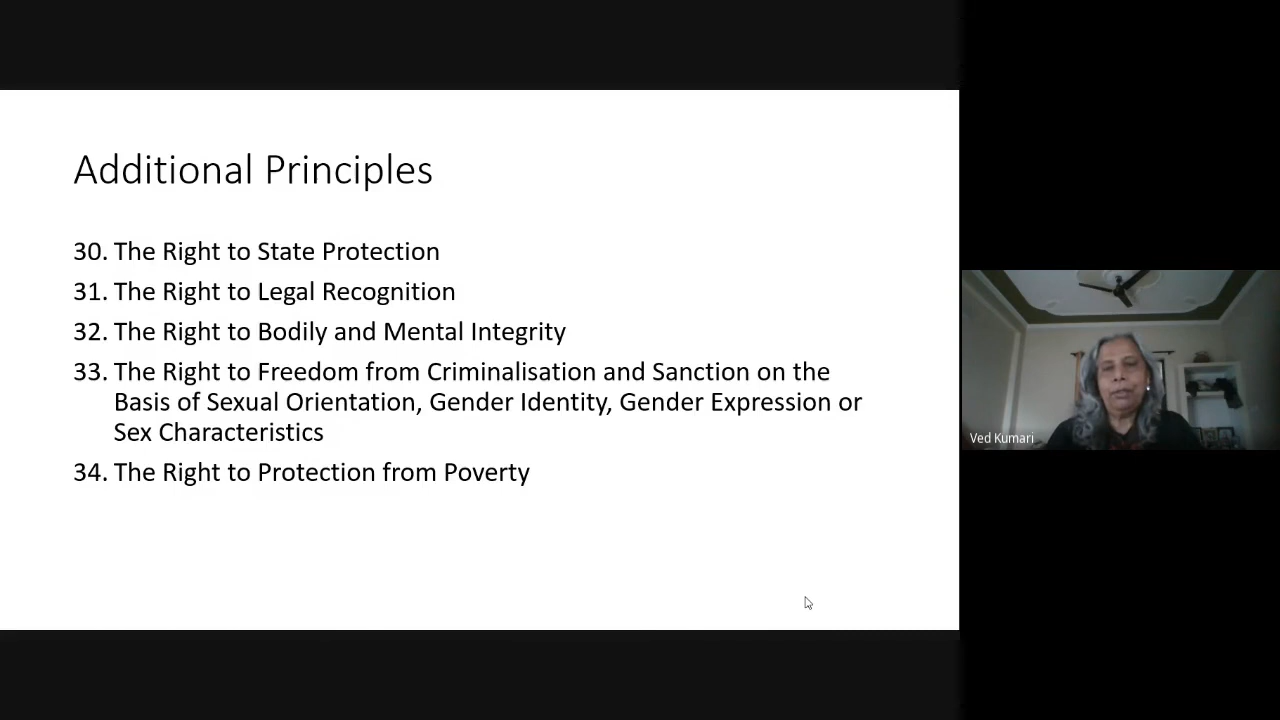 Additional Principles
30. The Right to State Protection
31. The Right to Legal Recognition
32. The Right to Bodily and Mental Integrity
33. The Right to Freedom from Criminalisation and Sanction on the
Basis of Sexual Orientation, Gender Identity, Gender Expression or
Sex Characteristics
34. The Right to Protection from Poverty
Ved Kumari